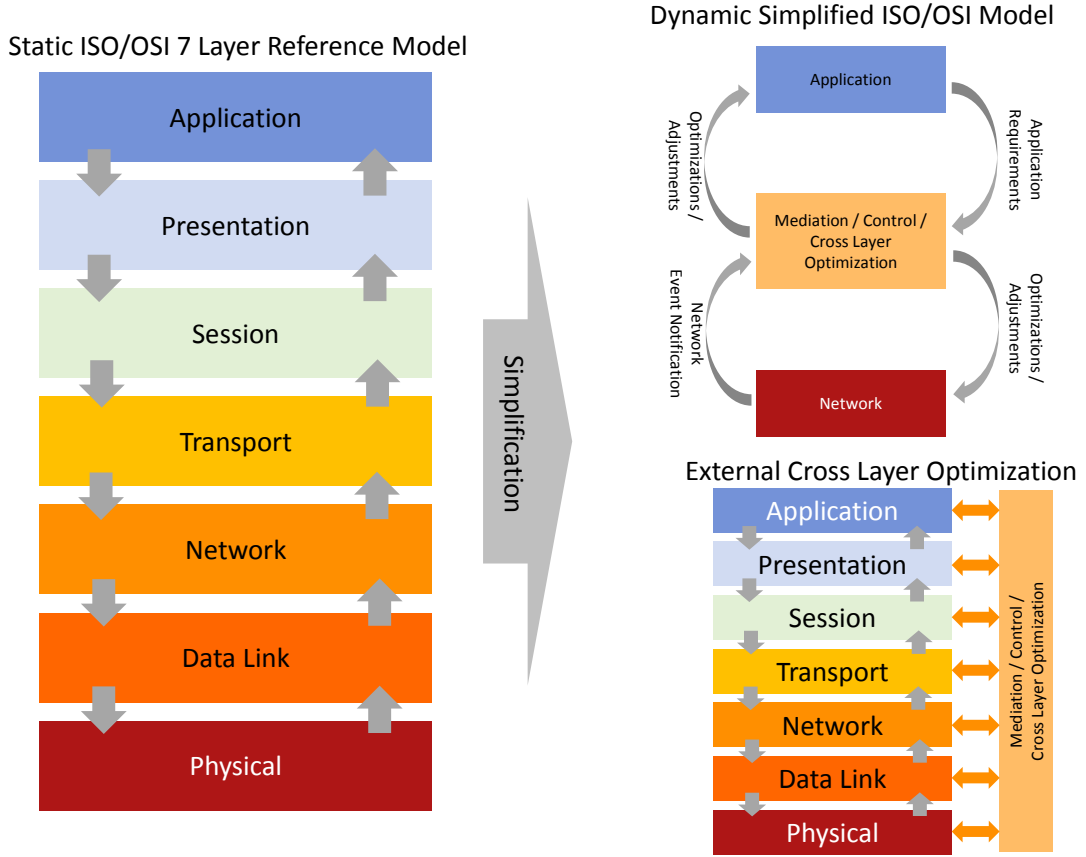 Static ISO/OSI 7 Layer Reference Model
Application
Presentation
Session
Transport
Network
Data Link
Physical
Simplification
Dynamic Simplified ISO/OSI Model
Application
Optimizations /
Adjustments
Application
Requirements
Mediation / Control /
Cross Layer
Optimization
Network
Event Notification
Optimizations /
Adjustments
Network
External Cross Layer Optimization
Application
Presentation
Session
Transport
Network
Data Link
Physical
Mediation / Control /
Cross Layer Optimization